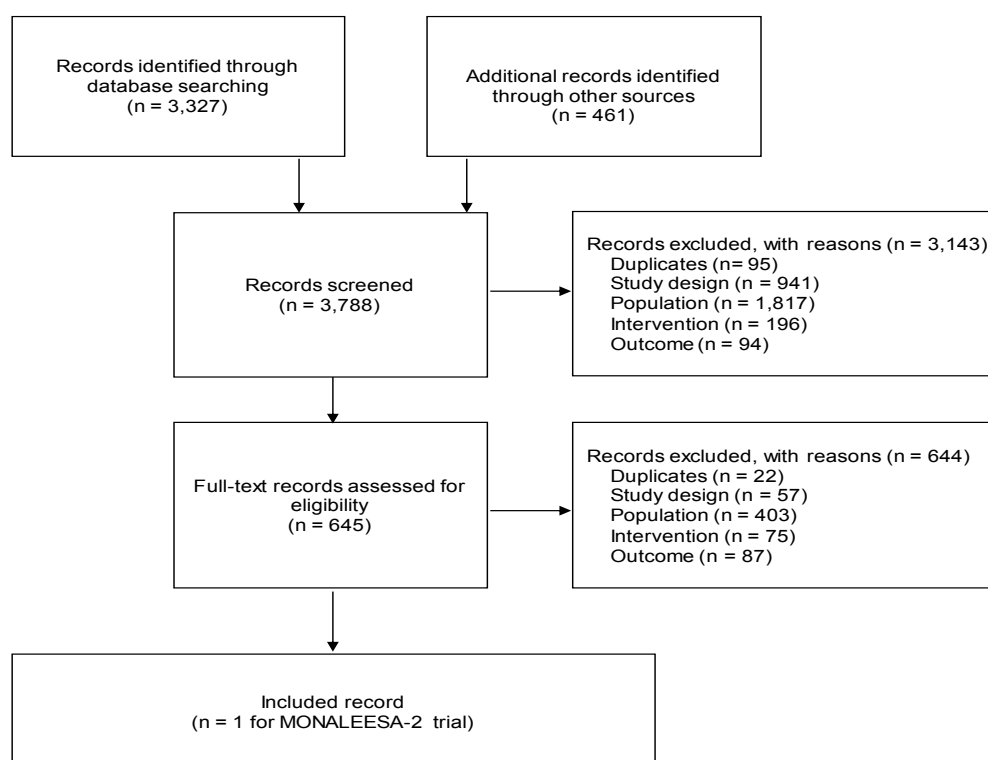 Records identified through
database searching
(n = 3,327)
Additional records identified
through other sources
(n = 461)
Records screened
(n = 3,788)
Records excluded, with reasons (n = 3,143)
Duplicates (n= 95)
Study design (n = 941)
Population (n = 1,817)
Intervention (n = 196)
Outcome (n = 94)
Full-text records assessed for
eligibility
(n = 645)
Records excluded, with reasons (n = 644)
Duplicates (n = 22)
Study design (n = 57)
Population (n = 403)
Intervention (n = 75)
Outcome (n = 87)
Included record
(n = 1 for MONALEESA-2 trial)